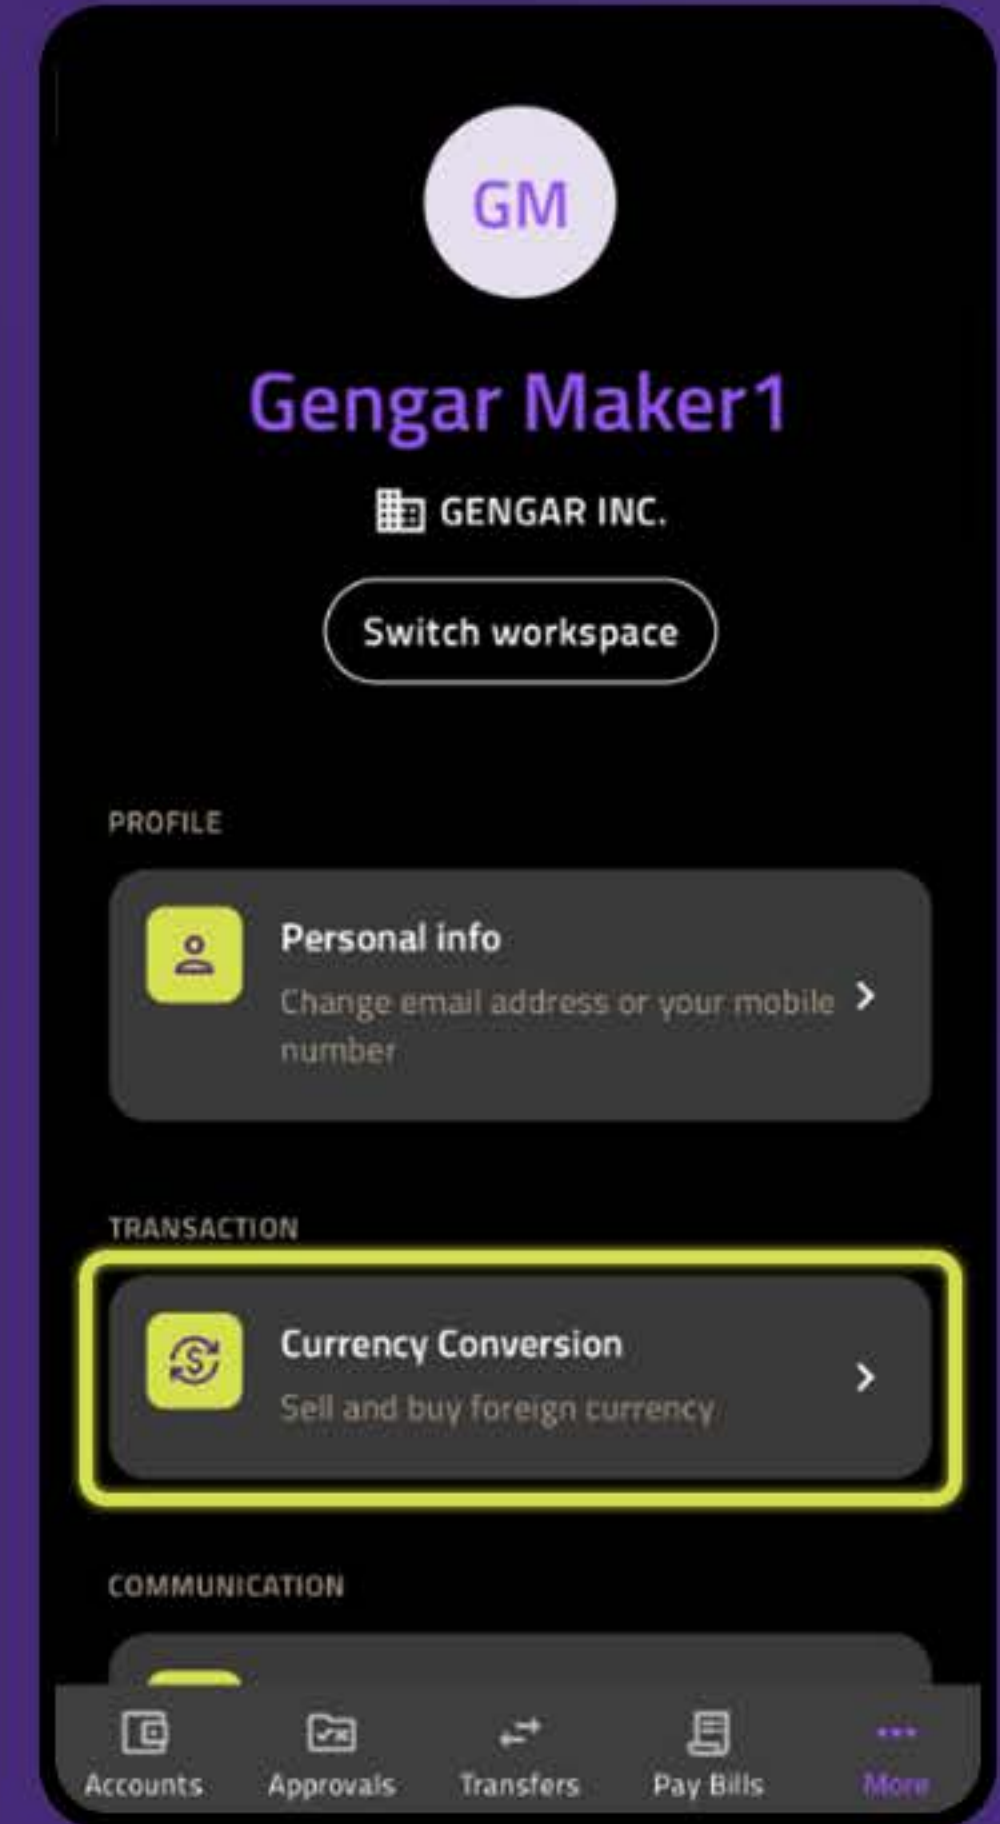 GM
Gengar Maker1
GENGAR INC.
Switch workspace
PROFILE
Personal info
Change email address or your mobile
number
TRANSACTION
Currency Conversion
Sell and buy foreign currency
COMMUNICATION
Accounts
Approvals
Transfers
Pay Bills
More